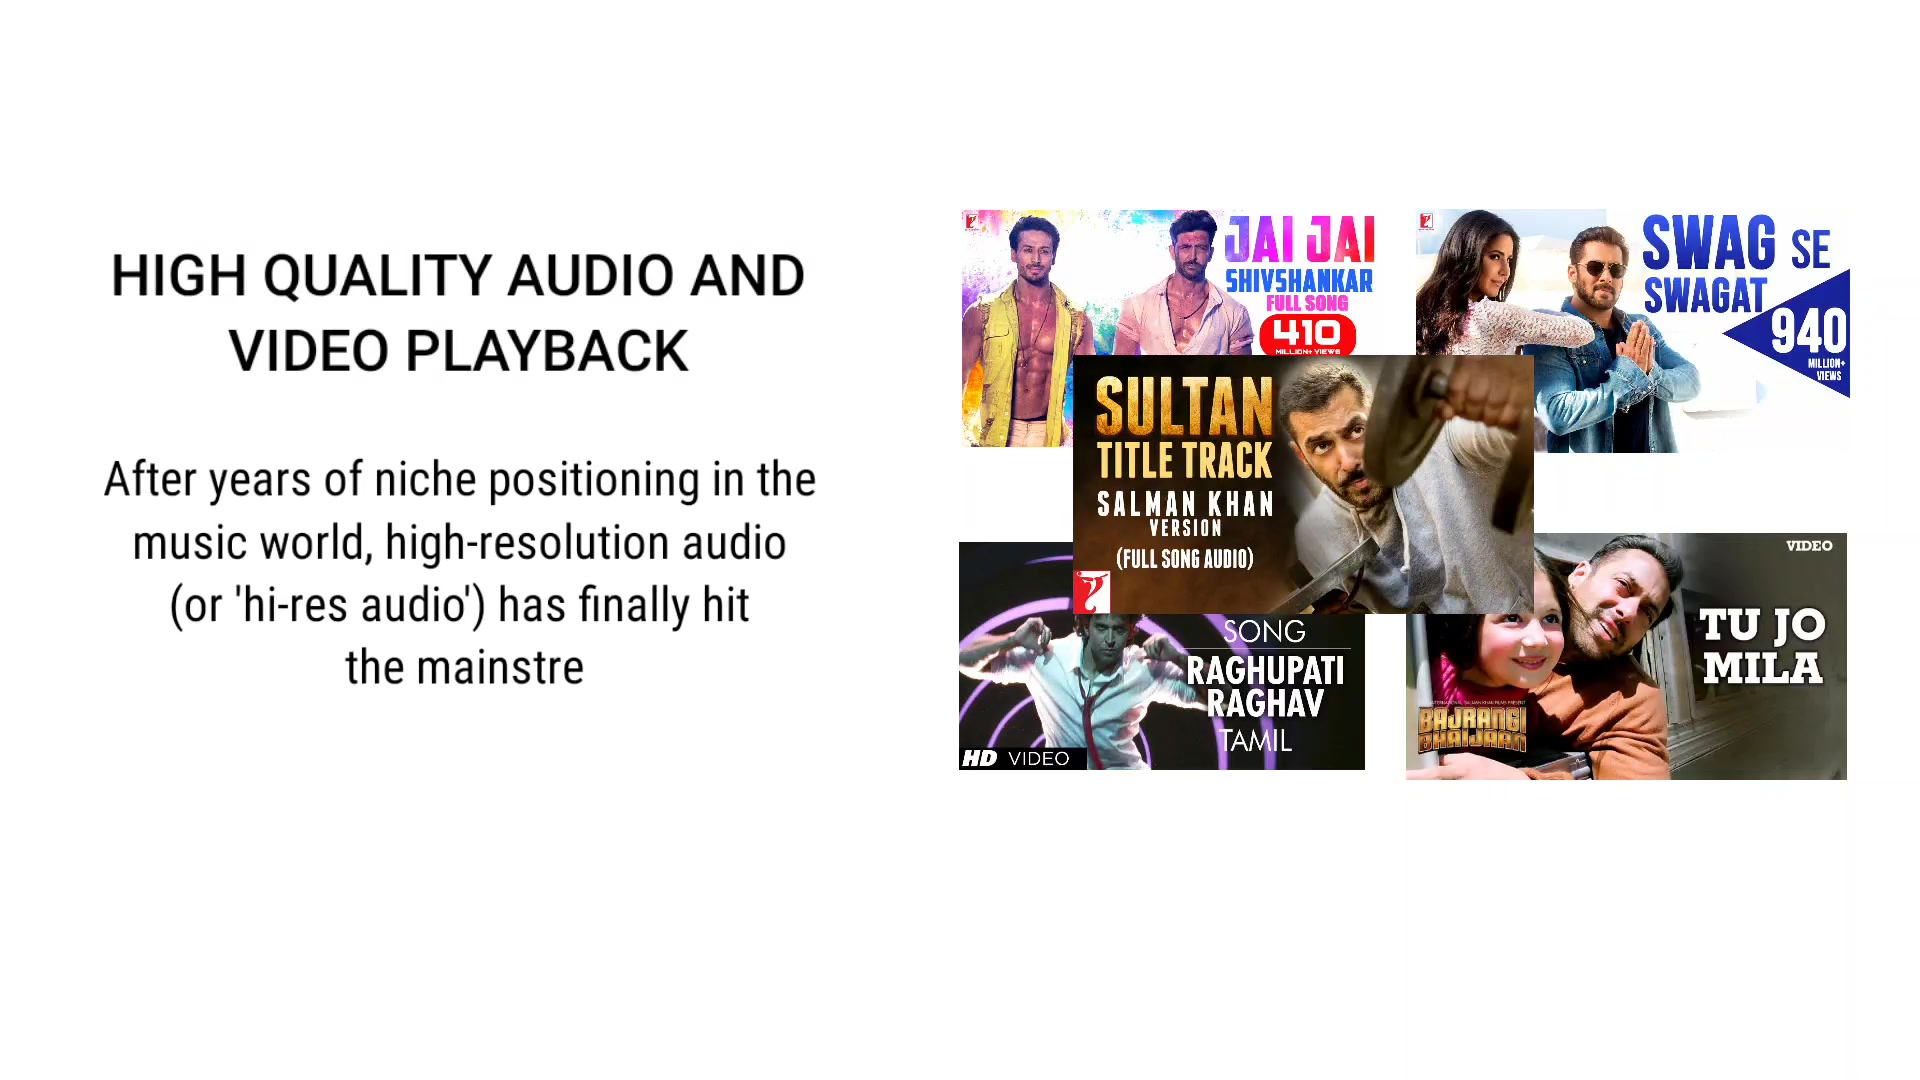 HIGH QUALITY AUDIO AND
VIDEO PLAYBACK
After years of niche positioning in the
music world, high-resolution audio
(or 'hi-res audio') has finally hit
the mainstre
JAI JAI
SHIVSHANKAR
FULL SONG
410
MILLION+ VIEWS
SWAG SE
SWAGAT
940
MILLION+
VIEWS
SULTAN
TITLE TRACK
SALMAN KHAN
VERSION
(FULL SONG AUDIO)
SONG
RAGHUPATI
RAGHAV
TAMIL
HD VIDEO
VIDEO
TU JO
MILA
BAJRANGI
BHAIJAAN